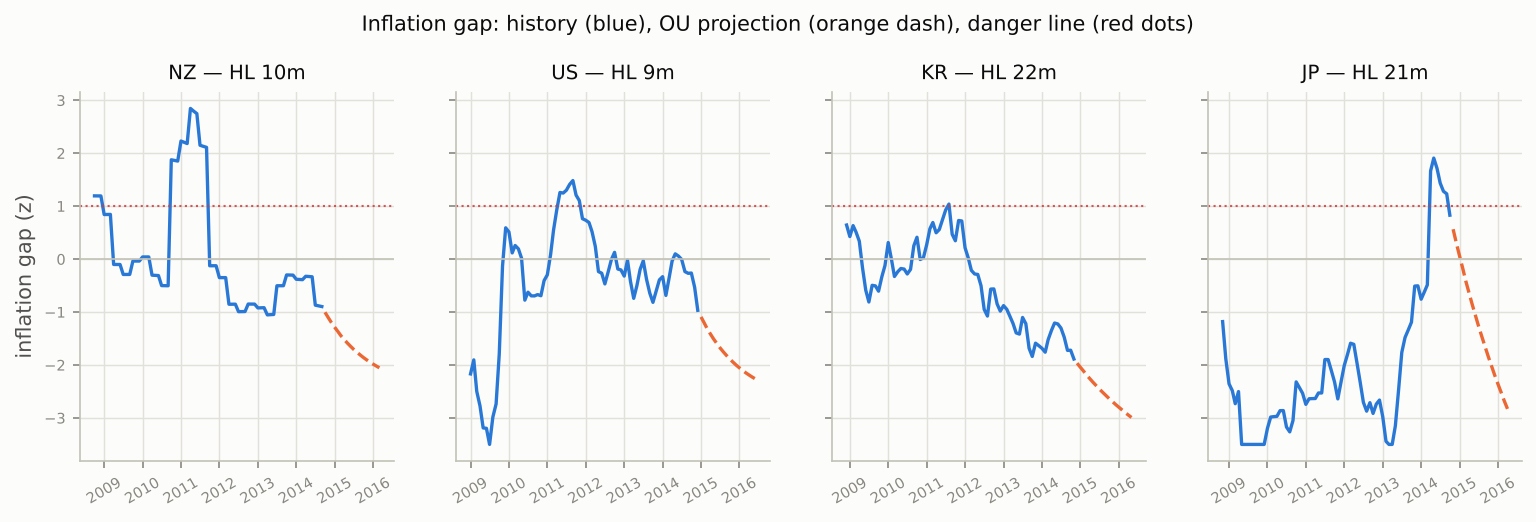 Inflation gap: history (blue), OU projection (orange dash), danger line (red dots)
NZ — HL 10m
US — HL 9m
KR — HL 22m
JP — HL 21m
inflation gap (z)
3
2
1
0
−1
−2
−3
2009 2010 2011 2012 2013 2014 2015 2016
2009 2010 2011 2012 2013 2014 2015 2016
2009 2010 2011 2012 2013 2014 2015 2016
2009 2010 2011 2012 2013 2014 2015 2016